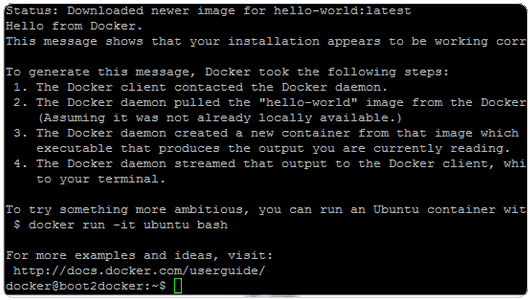 Status: Downloaded newer image for hello-world:latest
Hello from Docker.
This message shows that your installation appears to be working corr
To generate this message, Docker took the following steps:
1. The Docker client contacted the Docker daemon.
2. The Docker daemon pulled the "hello-world" image from the Docker
(Assuming it was not already locally available.)
3. The Docker daemon created a new container from that image which
executable that produces the output you are currently reading.
4. The Docker daemon streamed that output to the Docker client, whi
to your terminal.
To try something more ambitious, you can run an Ubuntu container wit
$ docker run -it ubuntu bash
For more examples and ideas, visit:
http://docs.docker.com/userguide/
docker@boot2docker:~$